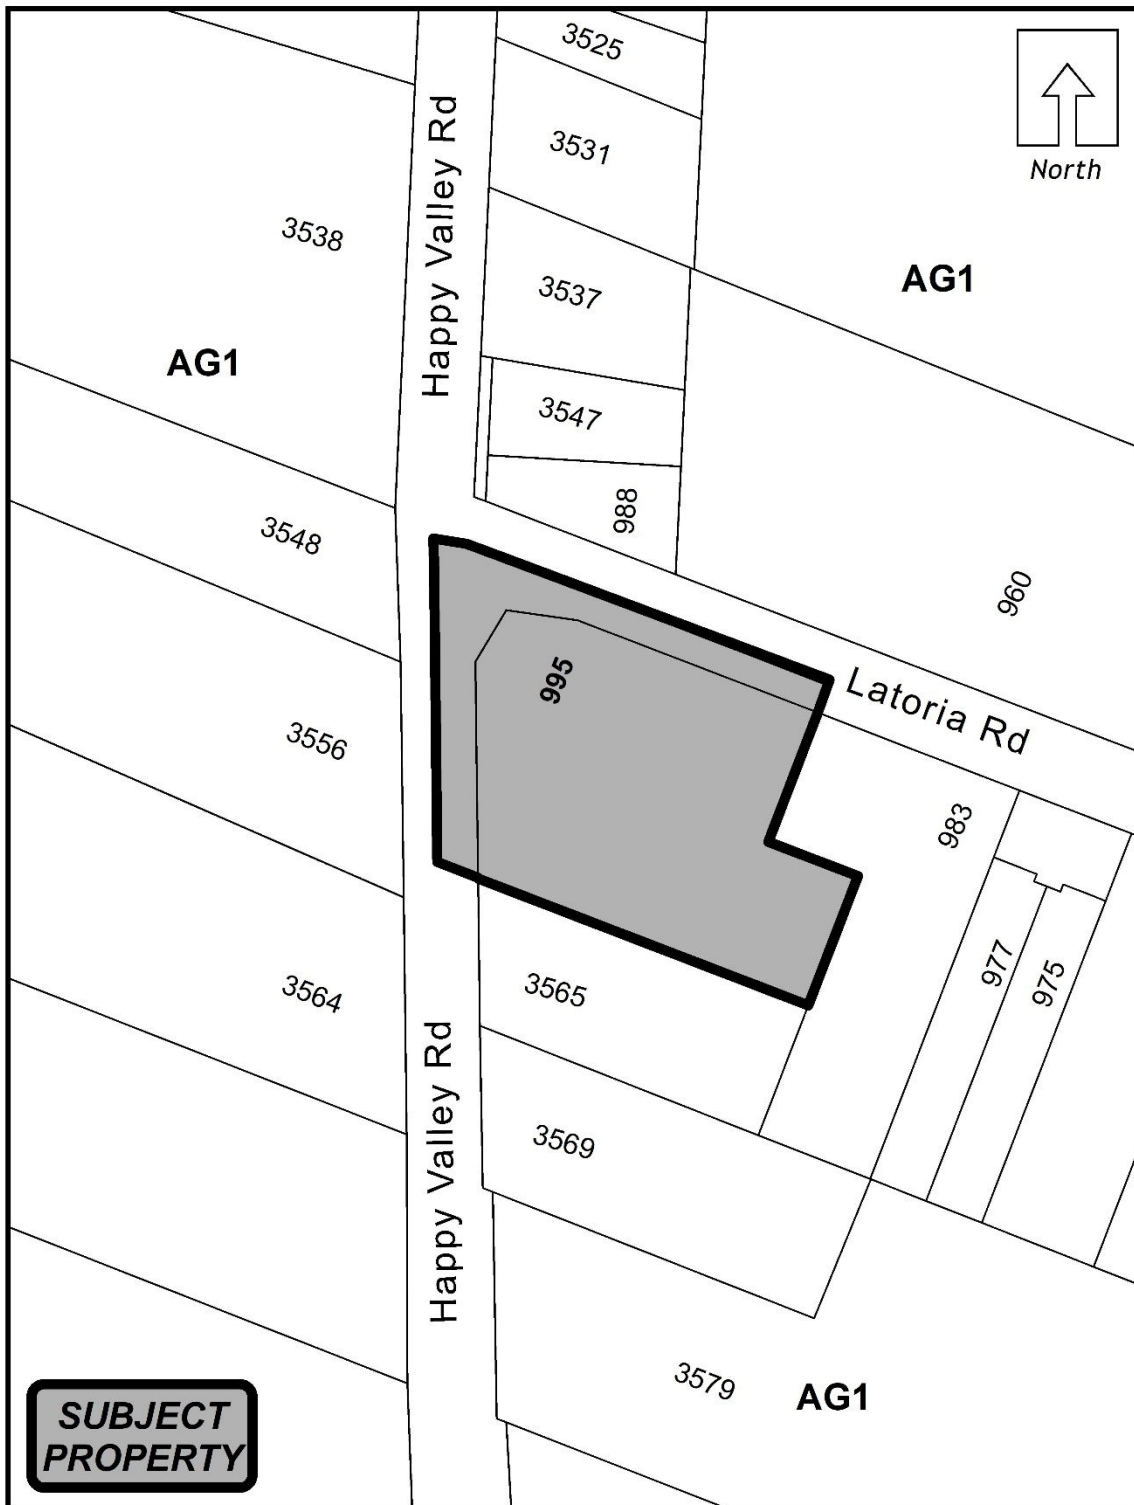 3525
3531
North
Happy Valley Rd
3538
AG1
3537
AG1
3547
988
3548
960
995
Latoria Rd
3556
983
977
975
3565
3564
Happy Valley Rd
3569
3579
AG1
SUBJECT
PROPERTY